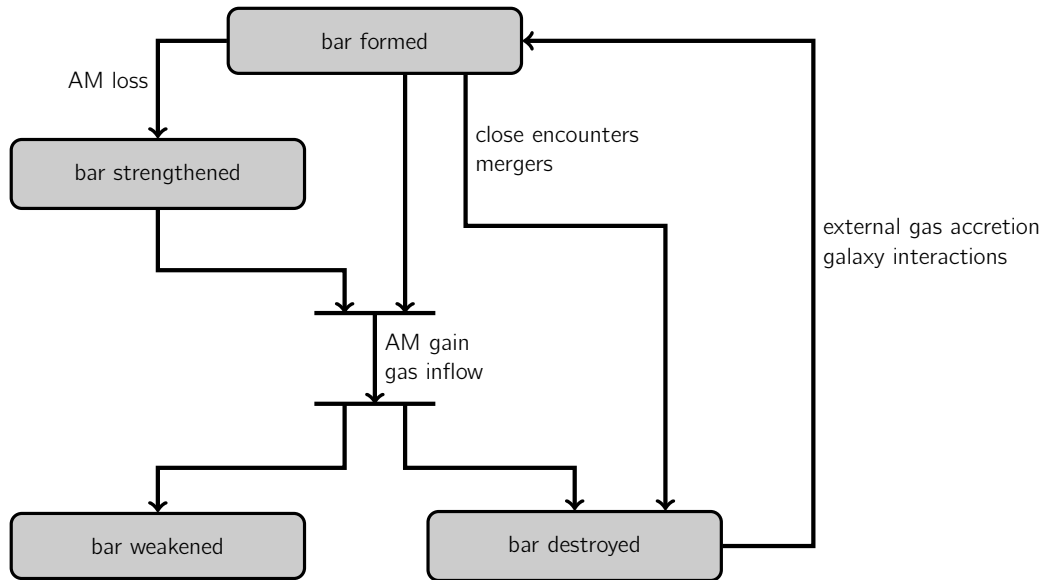 bar formed
AM loss
close encounters
mergers
bar strengthened
external gas accretion
galaxy interactions
AM gain
gas inflow
bar weakened
bar destroyed